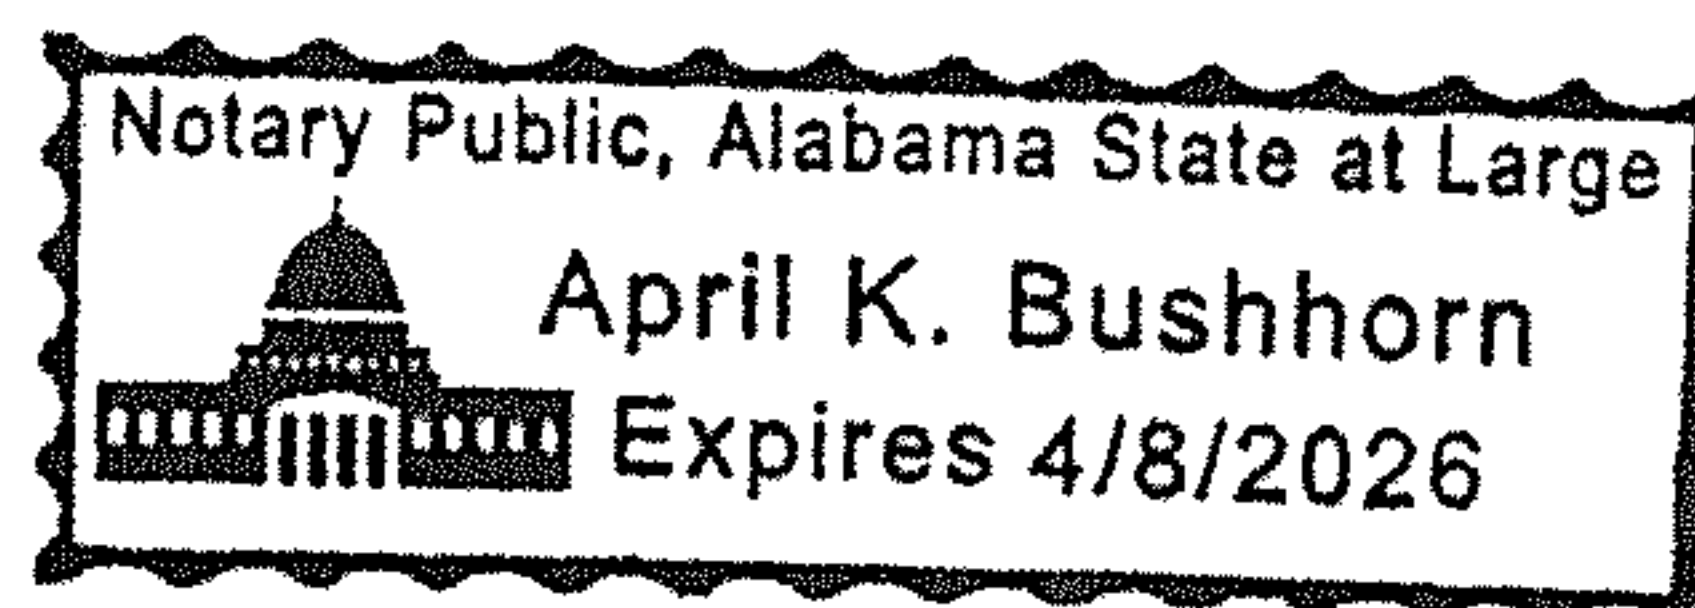 Notary Public, Alabama State at Large
April K. Bushhorn
Expires 4/8/2026